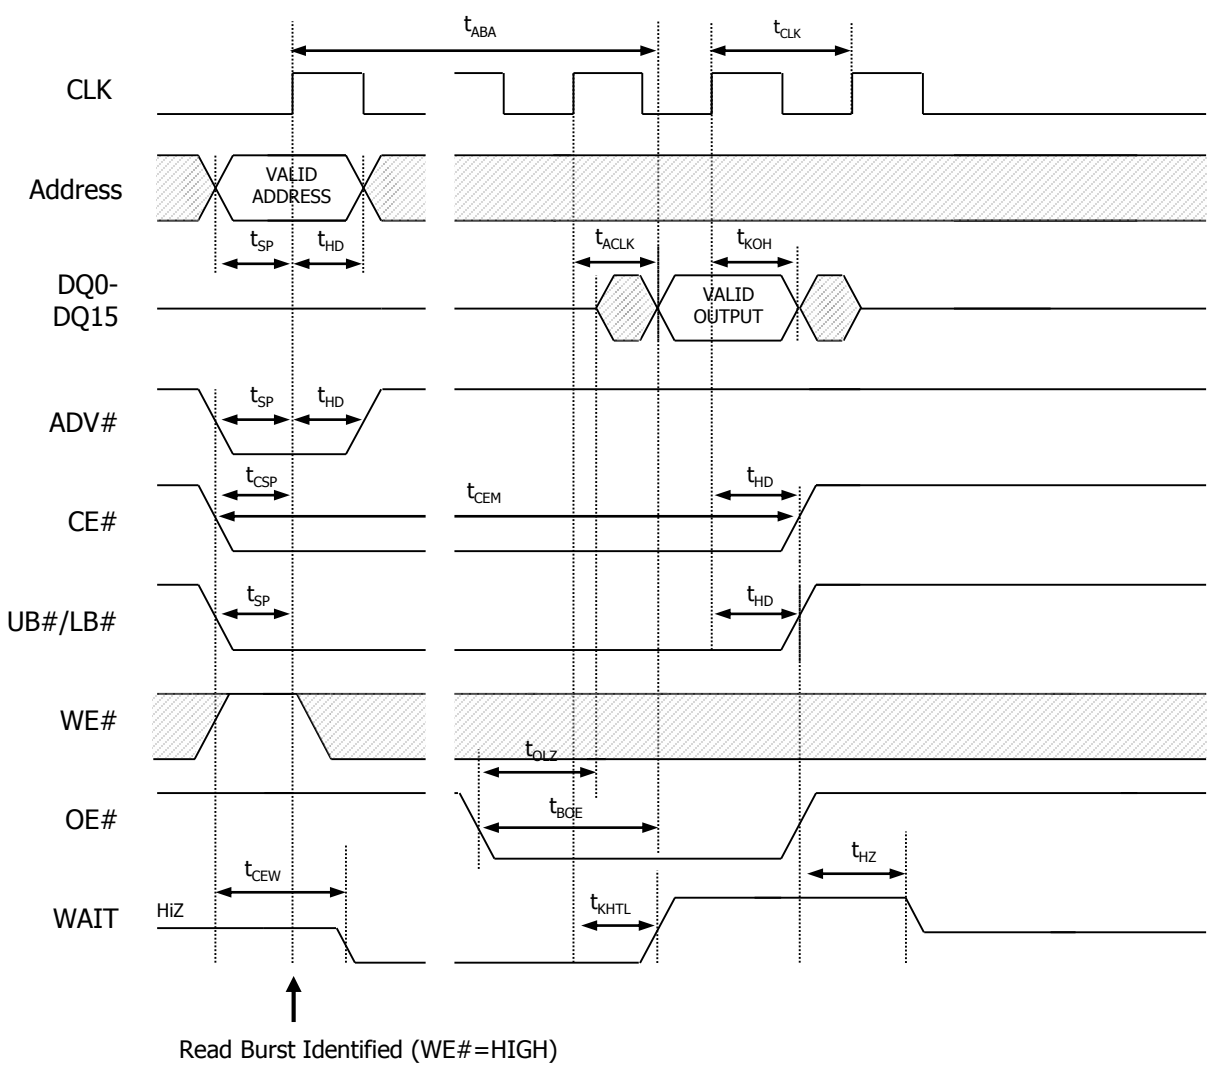 tABA
tCLK
CLK
Address
VALID
ADDRESS
tSP
tHD
tACLK
tKOH
DQ0-
DQ15
VALID
OUTPUT
ADV#
tSP
tHD
CE#
tCSP
tCEM
tHD
UB#/LB#
tSP
tHD
WE#
tOLZ
OE#
tBOE
tHZ
tCEW
WAIT
HiZ
tKHTL
Read Burst Identified (WE#=HIGH)